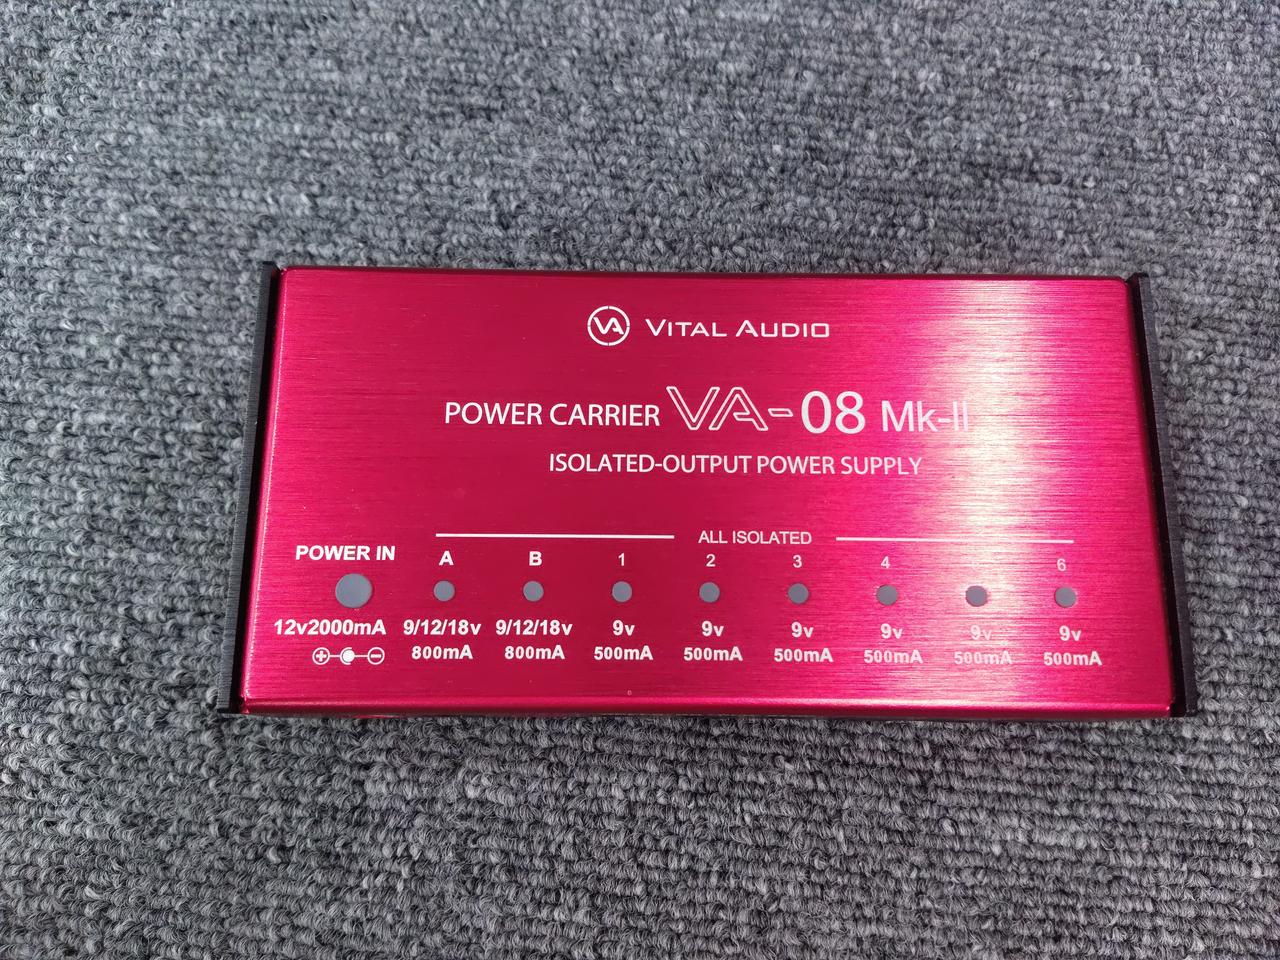 VA VITAL AUDIO
POWER CARRIER VA-08 Mk-II
ISOLATED-OUTPUT POWER SUPPLY
ALL ISOLATED
POWER IN A B 1 2 3 4 6
12v2000mA 9/12/18v 9/12/18v 9v 9v 9v 9v 9v 9v
800mA 800mA 500mA 500mA 500mA 500mA 500mA 500mA